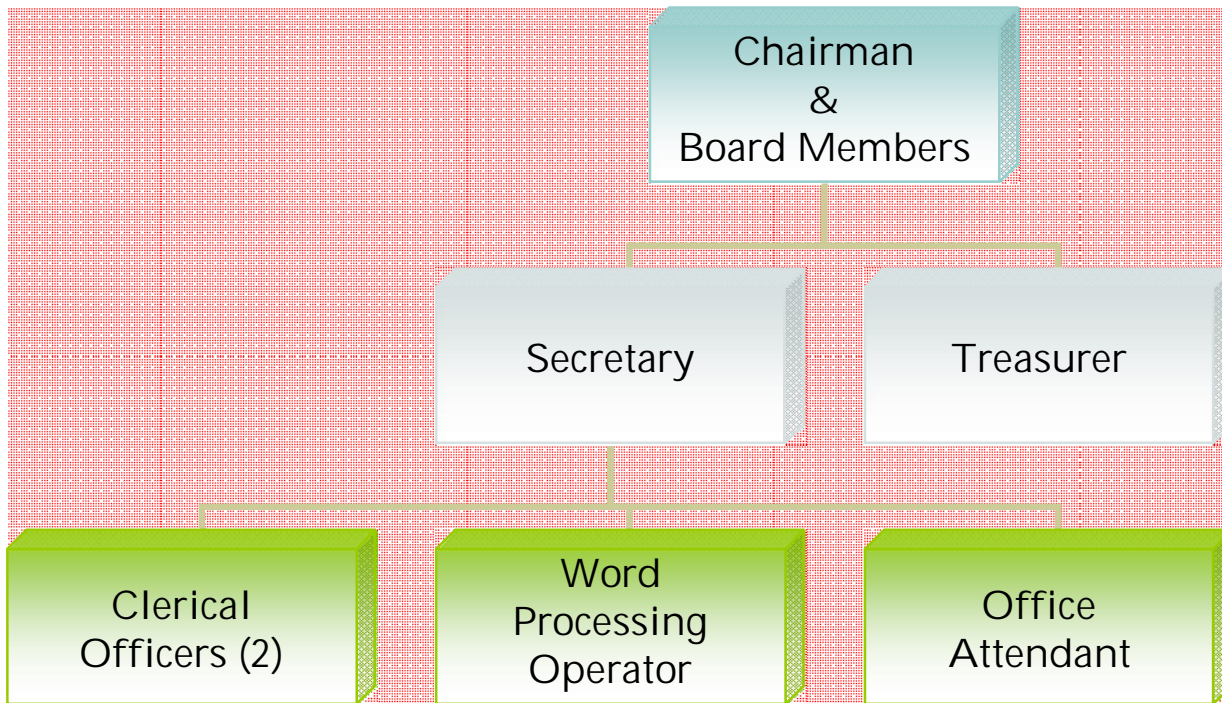 Chairman
&
Board Members
Secretary
Treasurer
Clerical
Officers (2)
Word
Processing
Operator
Office
Attendant